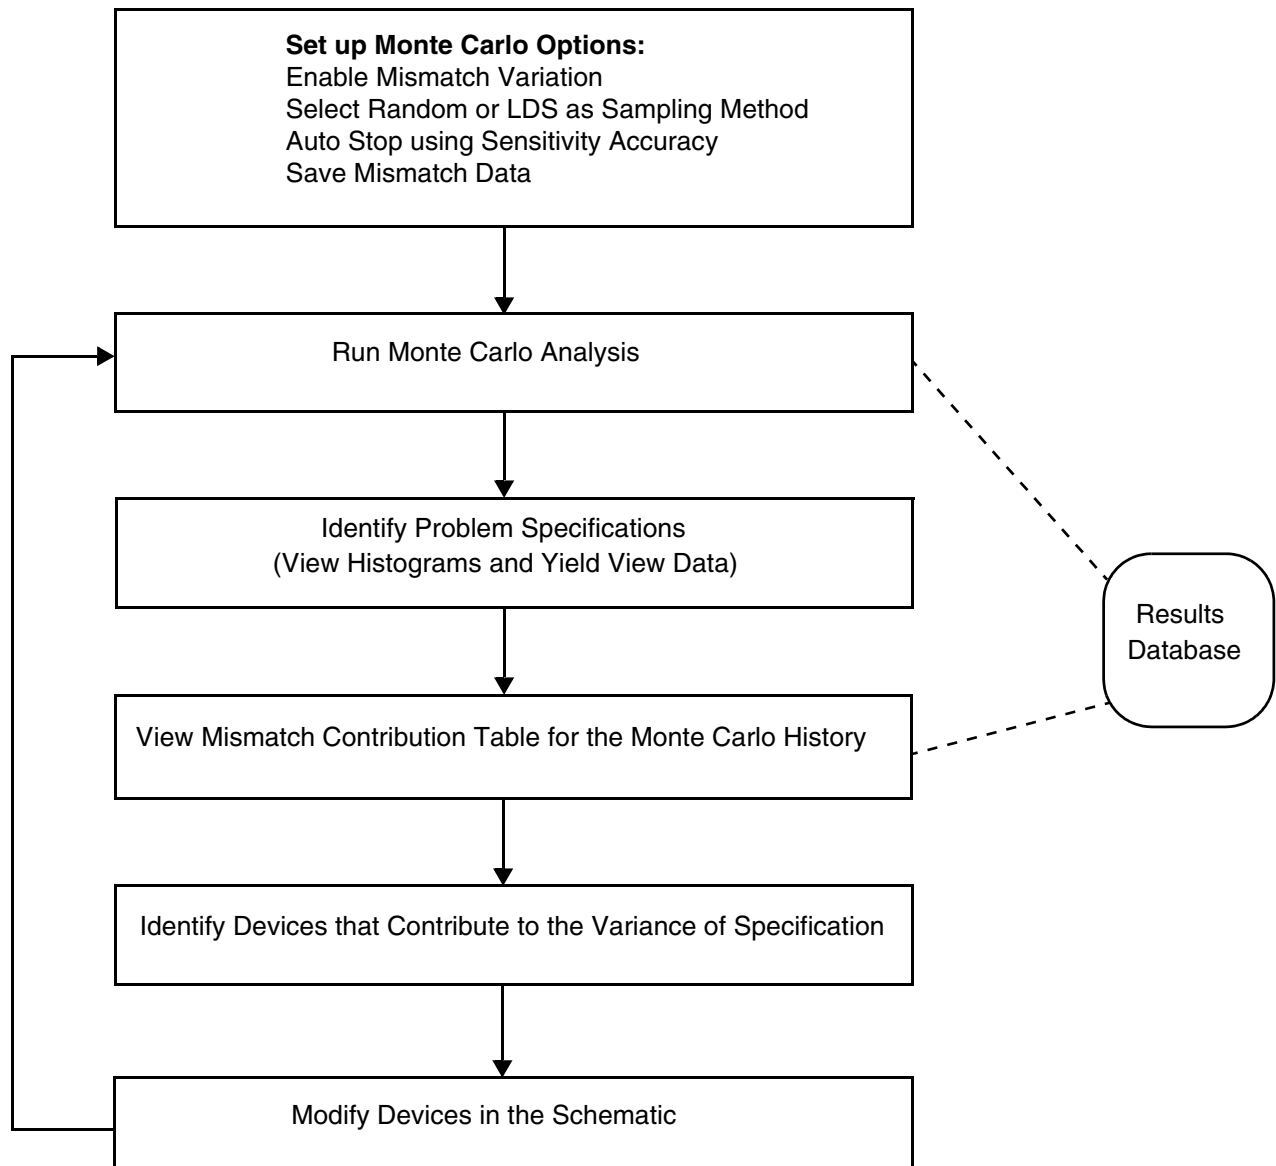 Set up Monte Carlo Options:
Enable Mismatch Variation
Select Random or LDS as Sampling Method
Auto Stop using Sensitivity Accuracy
Save Mismatch Data
Run Monte Carlo Analysis
Identify Problem Specifications
(View Histograms and Yield View Data)
Results
Database
View Mismatch Contribution Table for the Monte Carlo History
Identify Devices that Contribute to the Variance of Specification
Modify Devices in the Schematic